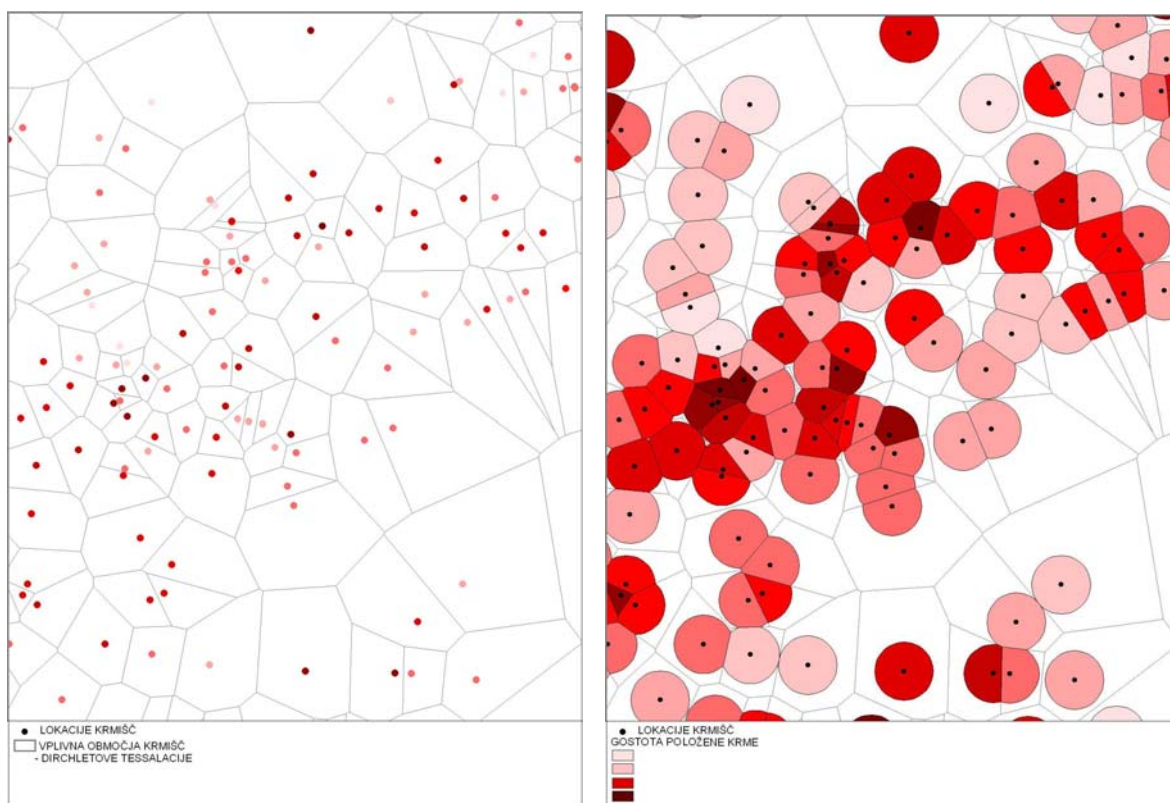 LOKACIJE KRMIŠČ
VPLIVNA OBMOČJA KRMIŠČ
- DIRCHLETOVE TESSALACIJE
LOKACIJE KRMIŠČ
GOSTOTA POLOŽENE KRME